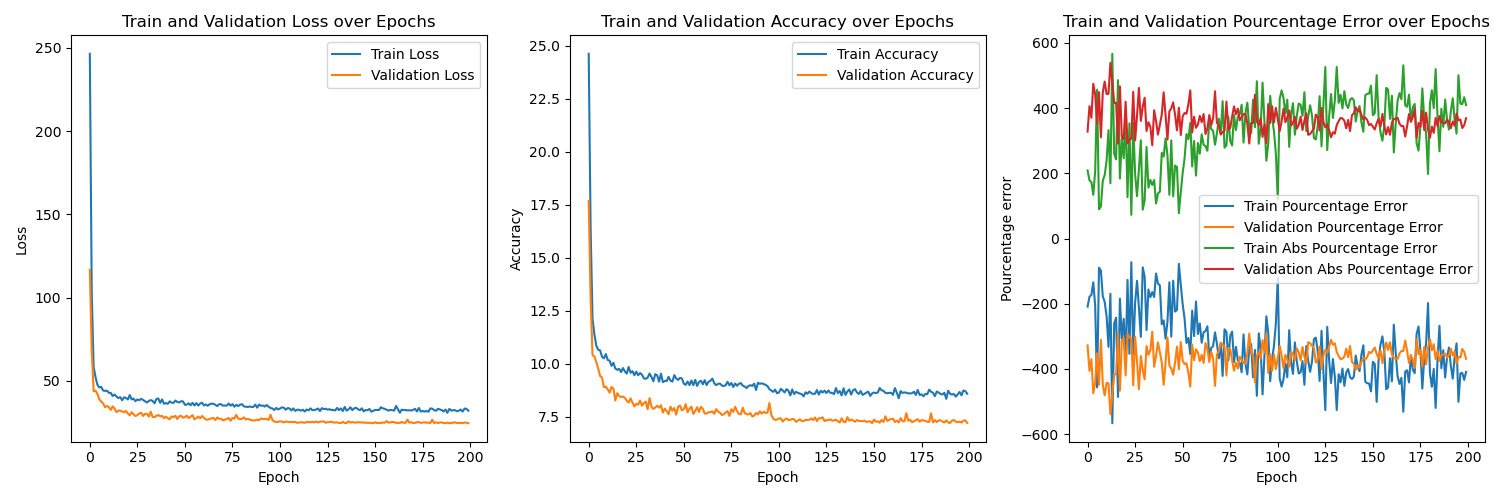 Train and Validation Loss over Epochs
250
200
150
100
50
Loss
0 25 50 75 100 125 150 175 200
Epoch
Train Loss
Validation Loss
Train and Validation Accuracy over Epochs
25.0
22.5
20.0
17.5
15.0
12.5
10.0
7.5
Accuracy
0 25 50 75 100 125 150 175 200
Epoch
Train Accuracy
Validation Accuracy
Train and Validation Pourcentage Error over Epochs
600
400
200
0
−200
−400
−600
Pourcentage error
0 25 50 75 100 125 150 175 200
Epoch
Train Pourcentage Error
Validation Pourcentage Error
Train Abs Pourcentage Error
Validation Abs Pourcentage Error